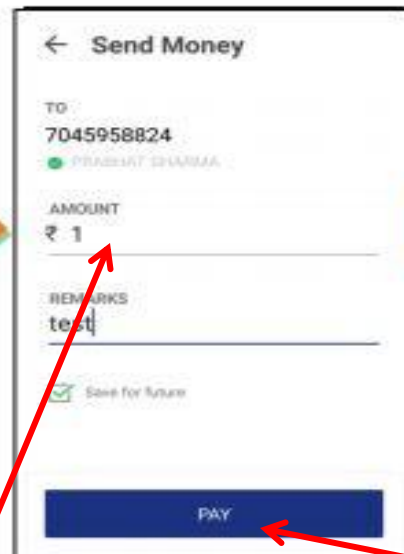 ← Send Money
TO
7045958824
PRABHAT SHARMA
AMOUNT
₹ 1
REMARKS
test
Save for future
PAY